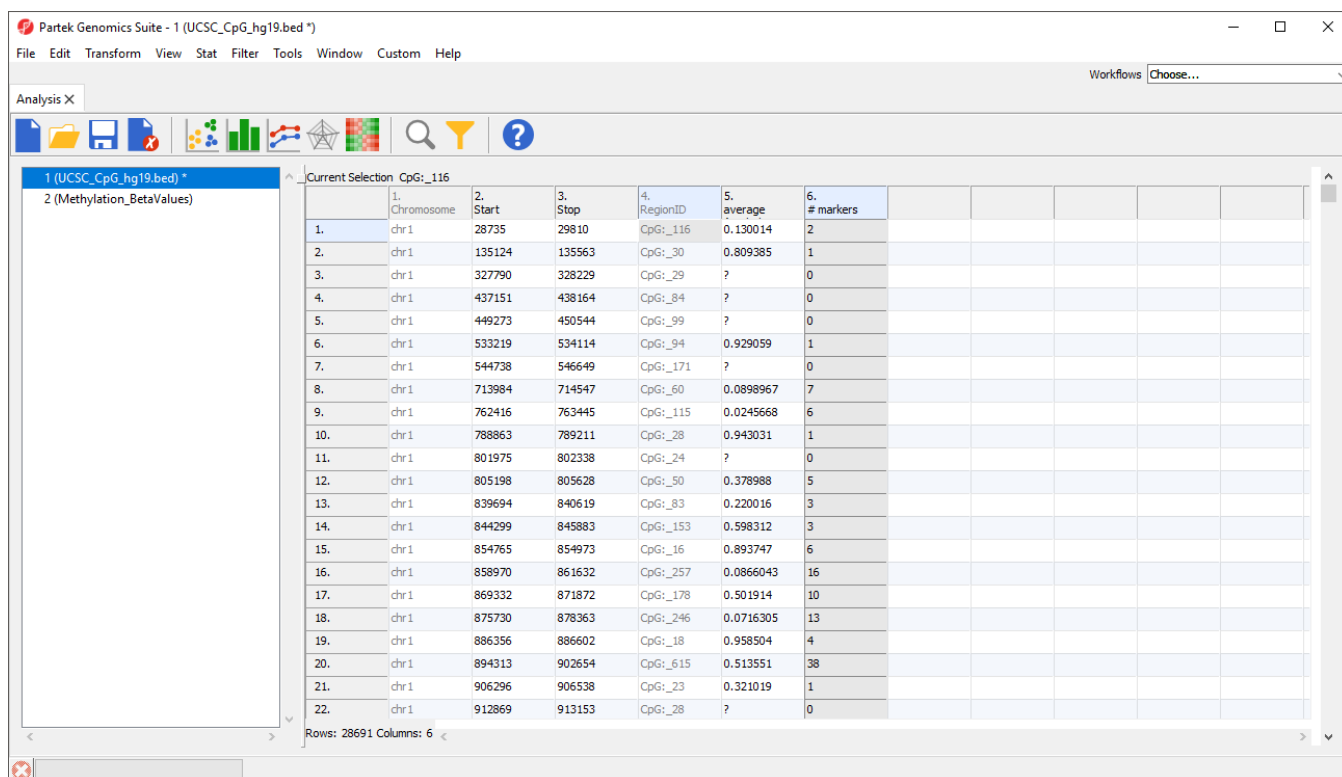 Partek Genomics Suite - 1 (UCSC_CpG_hg19.bed *)
File Edit Transform View Stat Filter Tools Window Custom Help
Workflows Choose...
Analysis X
1 (UCSC_CpG_hg19.bed) *
2 (Methylation_BetaValues)
Current Selection CpG:_116
1. Chromosome 2. Start 3. Stop 4. RegionID 5. average 6. # markers
1. chr1 28735 29810 CpG:_116 0.130014 2
2. chr1 135124 135563 CpG:_30 0.809385 1
3. chr1 327790 328229 CpG:_29 ? 0
4. chr1 437151 438164 CpG:_84 ? 0
5. chr1 449273 450544 CpG:_99 ? 0
6. chr1 533219 534114 CpG:_94 0.929059 1
7. chr1 544738 546649 CpG:_171 ? 0
8. chr1 713984 714547 CpG:_60 0.0898967 7
9. chr1 762416 763445 CpG:_115 0.0245668 6
10. chr1 788863 789211 CpG:_28 0.943031 1
11. chr1 801975 802338 CpG:_24 ? 0
12. chr1 805198 805628 CpG:_50 0.378988 5
13. chr1 839694 840619 CpG:_83 0.220016 3
14. chr1 844299 845883 CpG:_153 0.598312 3
15. chr1 854765 854973 CpG:_16 0.893747 6
16. chr1 858970 861632 CpG:_257 0.0866043 16
17. chr1 869332 871872 CpG:_178 0.501914 10
18. chr1 875730 878363 CpG:_246 0.0716305 13
19. chr1 886356 886602 CpG:_18 0.958504 4
20. chr1 894313 902654 CpG:_615 0.513551 38
21. chr1 906296 906538 CpG:_23 0.321019 1
22. chr1 912869 913153 CpG:_28 ? 0
Rows: 28691 Columns: 6